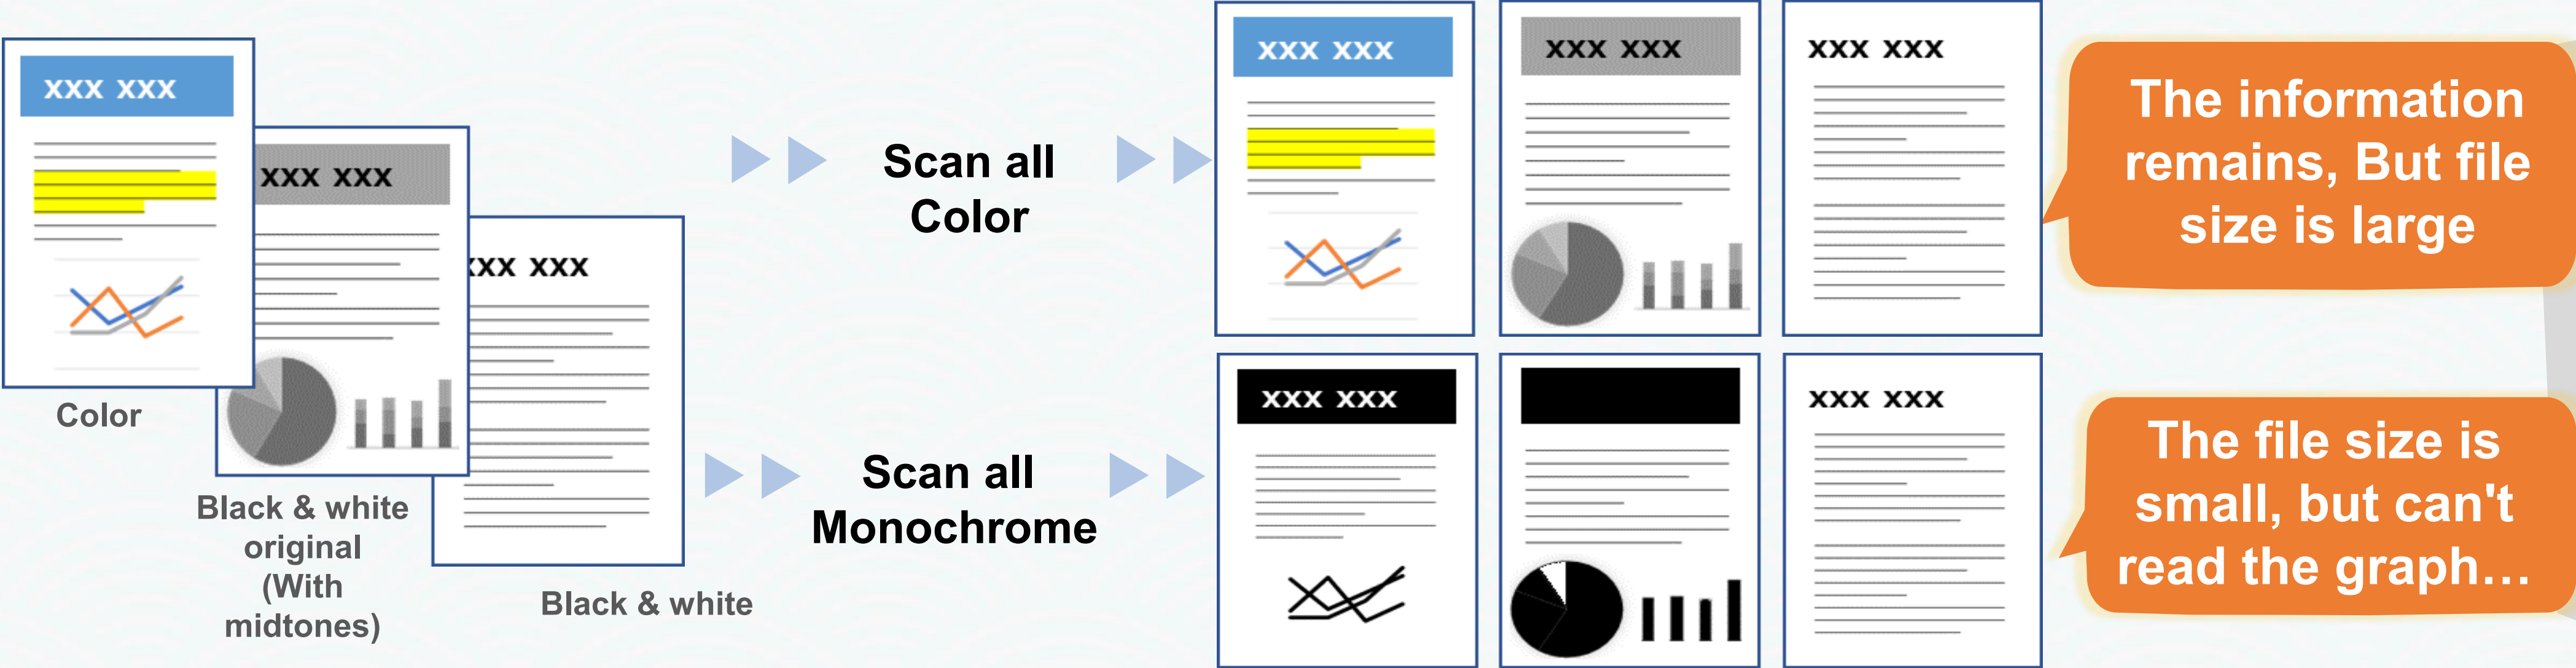 xxx xxx
xxx xxx
xxx xxx
Color
Black & white
original
(With
midtones)
Black & white
Scan all
Color
xxx xxx
xxx xxx
xxx xxx
The information
remains, But file
size is large
Scan all
Monochrome
xxx xxx
xxx xxx
The file size is
small, but can't
read the graph…